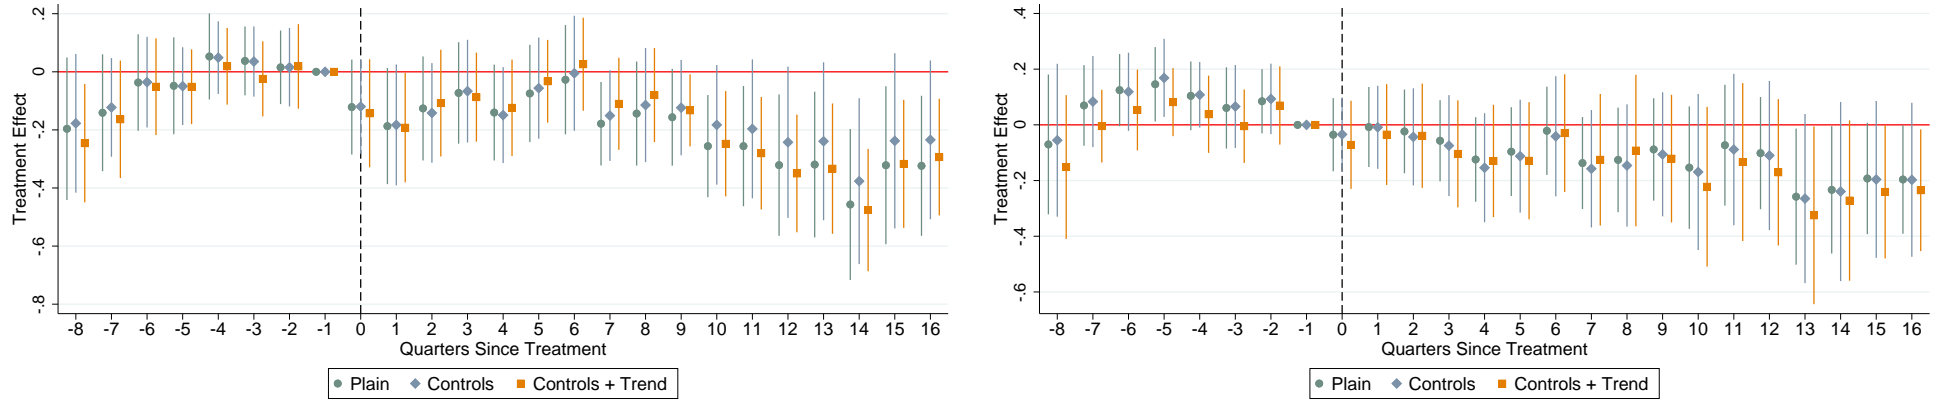 .2
0
-.2
-.4
-.6
-.8
Treatment Effect
-8 -7 -6 -5 -4 -3 -2 -1 0 1 2 3 4 5 6 7 8 9 10 11 12 13 14 15 16
Quarters Since Treatment
Plain Controls Controls + Trend
.4
.2
0
-.2
-.4
-.6
Treatment Effect
-8 -7 -6 -5 -4 -3 -2 -1 0 1 2 3 4 5 6 7 8 9 10 11 12 13 14 15 16
Quarters Since Treatment
Plain Controls Controls + Trend